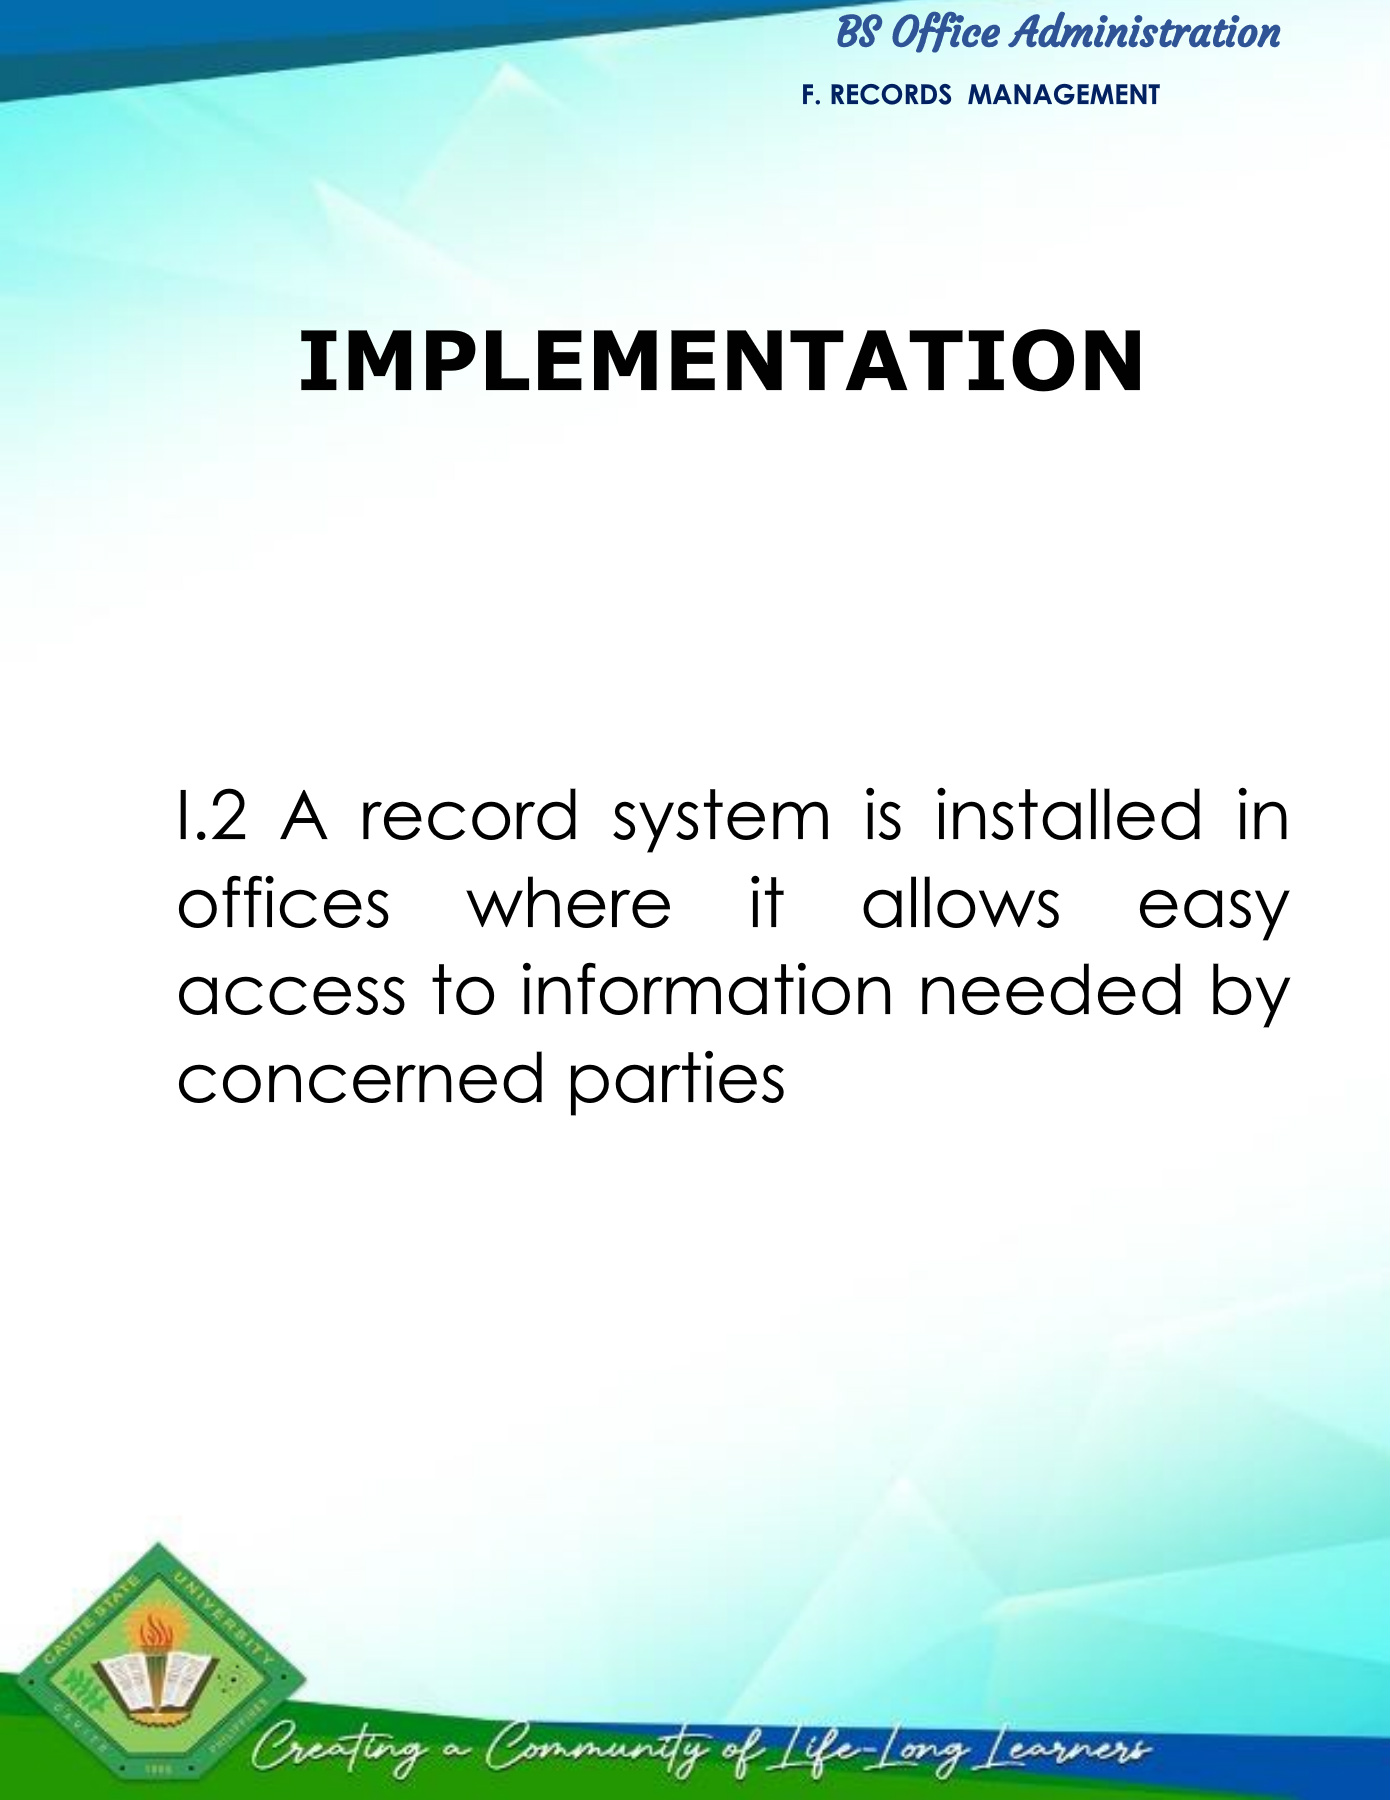 BS Office Administration
F. RECORDS MANAGEMENT
IMPLEMENTATION
I.2 A record system is installed in
offices where it allows easy
access to information needed by
concerned parties
CAVITE STATE UNIVERSITY
CAVITE
PHILIPPINES
1906
Creating a Community of Life-Long Learners